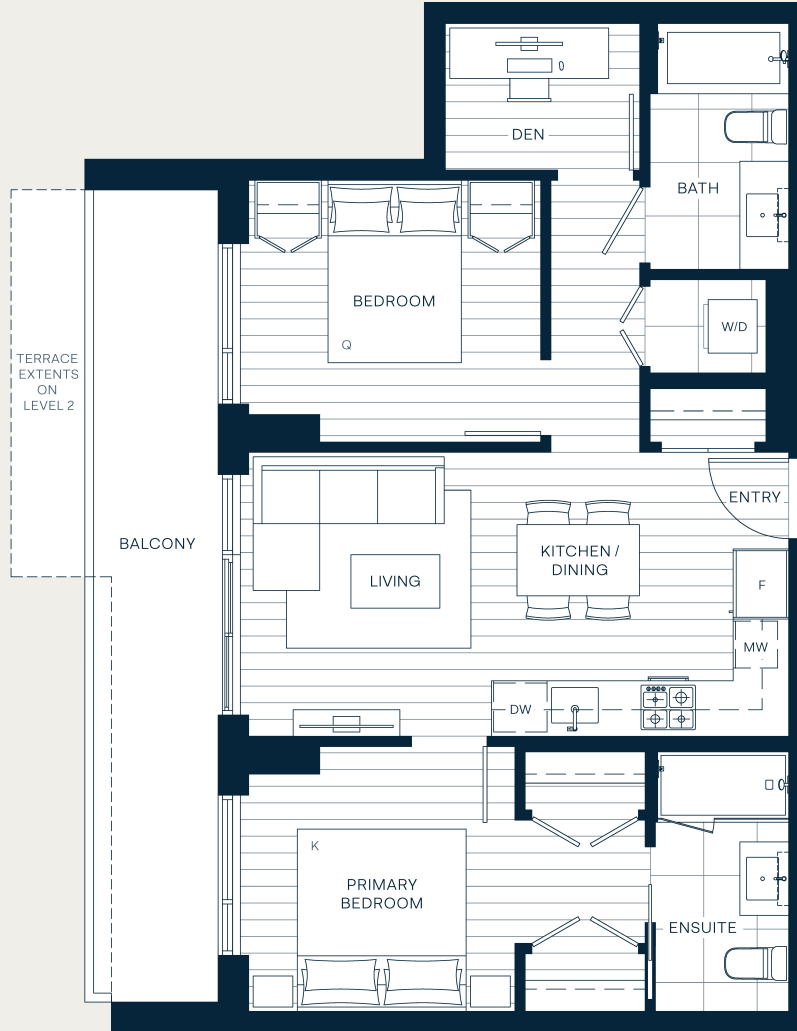 DEN
BATH
BEDROOM
Q
W/D
TERRACE
EXTENTS
ON
LEVEL 2
ENTRY
BALCONY
KITCHEN /
DINING
LIVING
F
MW
DW
K
PRIMARY
BEDROOM
ENSUITE